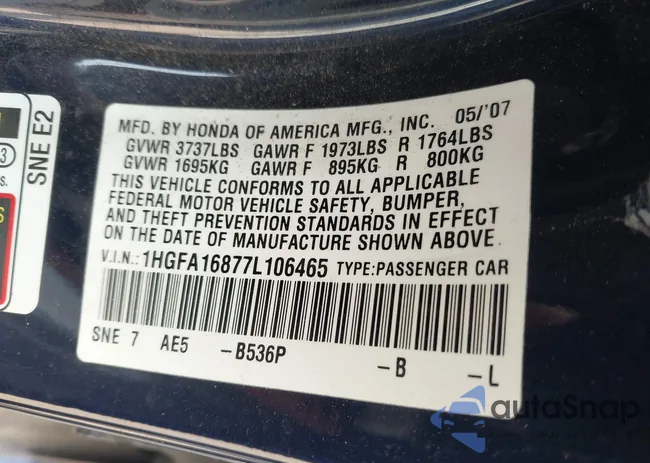 MFD. BY HONDA OF AMERICA MFG., INC. 05/'07
GVWR 3737LBS GAWR F 1973LBS R 1764LBS
GVWR 1695KG GAWR F 895KG R 800KG
THIS VEHICLE CONFORMS TO ALL APPLICABLE
FEDERAL MOTOR VEHICLE SAFETY, BUMPER,
AND THEFT PREVENTION STANDARDS IN EFFECT
ON THE DATE OF MANUFACTURE SHOWN ABOVE.
V.I.N.: 1HGFA16877L106465 TYPE:PASSENGER CAR
SNE 7 AE5 -B536P -B -L
SNE E2
3
s.
S
autoSnap